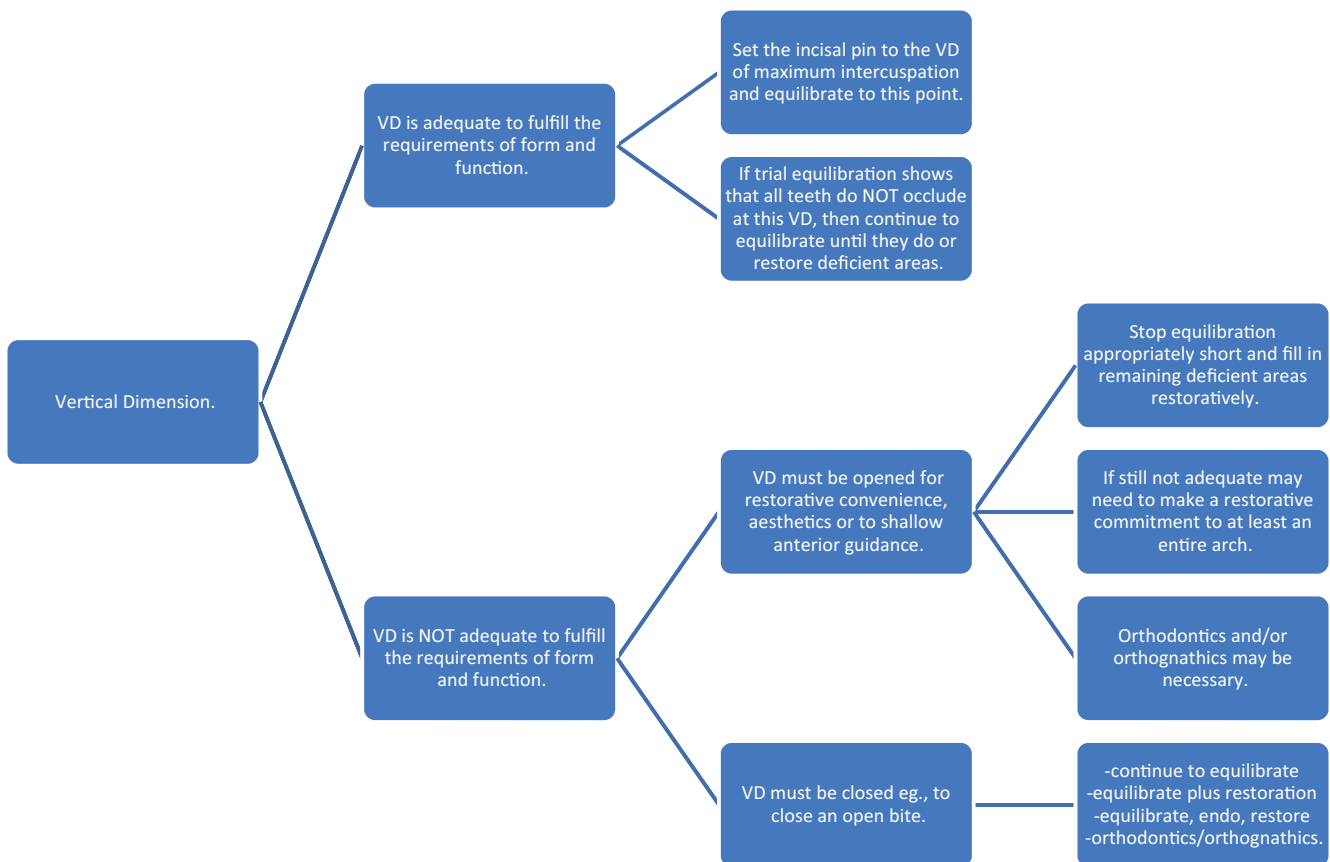 Vertical Dimension.
VD is adequate to fulfill the
requirements of form and
function.
Set the incisal pin to the VD
of maximum intercuspation
and equilibrate to this point.
If trial equilibration shows
that all teeth do NOT occlude
at this VD, then continue to
equilibrate until they do or
restore deficient areas.
VD is NOT adequate to fulfill
the requirements of form
and function.
VD must be opened for
restorative convenience,
aesthetics or to shallow
anterior guidance.
Stop equilibration
appropriately short and fill in
remaining deficient areas
restoratively.
If still not adequate may
need to make a restorative
commitment to at least an
entire arch.
Orthodontics and/or
orthognathics may be
necessary.
VD must be closed eg., to
close an open bite.
-continue to equilibrate
-equilibrate plus restoration
-equilibrate, endo, restore
-orthodontics/orthognathics.